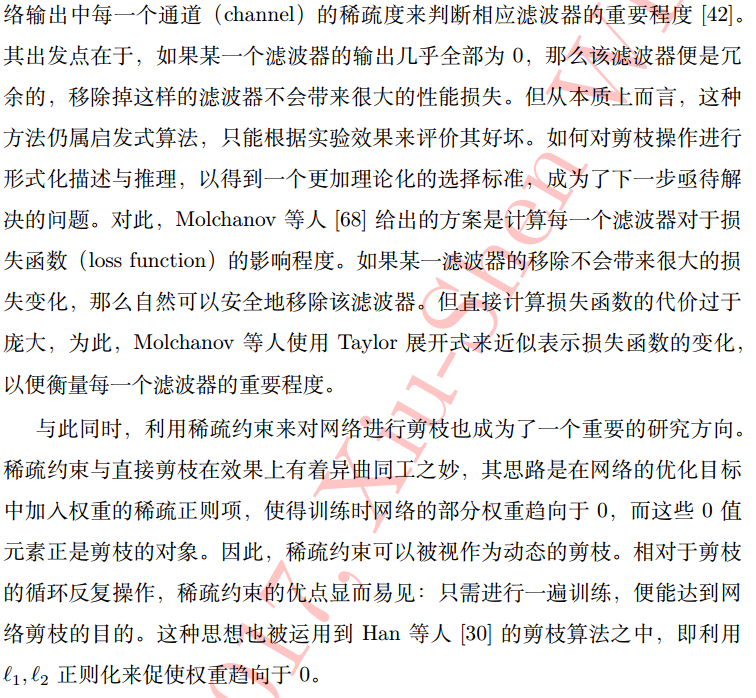 络输出中每一个通道（channel）的稀疏度来判断相应滤波器的重要程度 [42]。
其出发点在于，如果某一个滤波器的输出几乎全部为 0，那么该滤波器便是冗
余的，移除掉这样的滤波器不会带来很大的性能损失。但从本质上而言，这种
方法仍属启发式算法，只能根据实验效果来评价其好坏。如何对剪枝操作进行
形式化描述与推理，以得到一个更加理论化的选择标准，成为了下一步亟待解
决的问题。对此，Molchanov 等人 [68] 给出的方案是计算每一个滤波器对于损
失函数（loss function）的影响程度。如果某一滤波器的移除不会带来很大的损
失变化，那么自然可以安全地移除该滤波器。但直接计算损失函数的代价过于
庞大，为此，Molchanov 等人使用 Taylor 展开式来近似表示损失函数的变化，
以便衡量每一个滤波器的重要程度。
与此同时，利用稀疏约束来对网络进行剪枝也成为了一个重要的研究方向。
稀疏约束与直接剪枝在效果上有着异曲同工之妙，其思路是在网络的优化目标
中加入权重的稀疏正则项，使得训练时网络的部分权重趋向于 0，而这些 0 值
元素正是剪枝的对象。因此，稀疏约束可以被视作为动态的剪枝。相对于剪枝
的循环反复操作，稀疏约束的优点显而易见：只需进行一遍训练，便能达到网
络剪枝的目的。这种思想也被运用到 Han 等人 [30] 的剪枝算法之中，即利用
ℓ₁, ℓ₂ 正则化来促使权重趋向于 0。
017, Xiu-Shen W